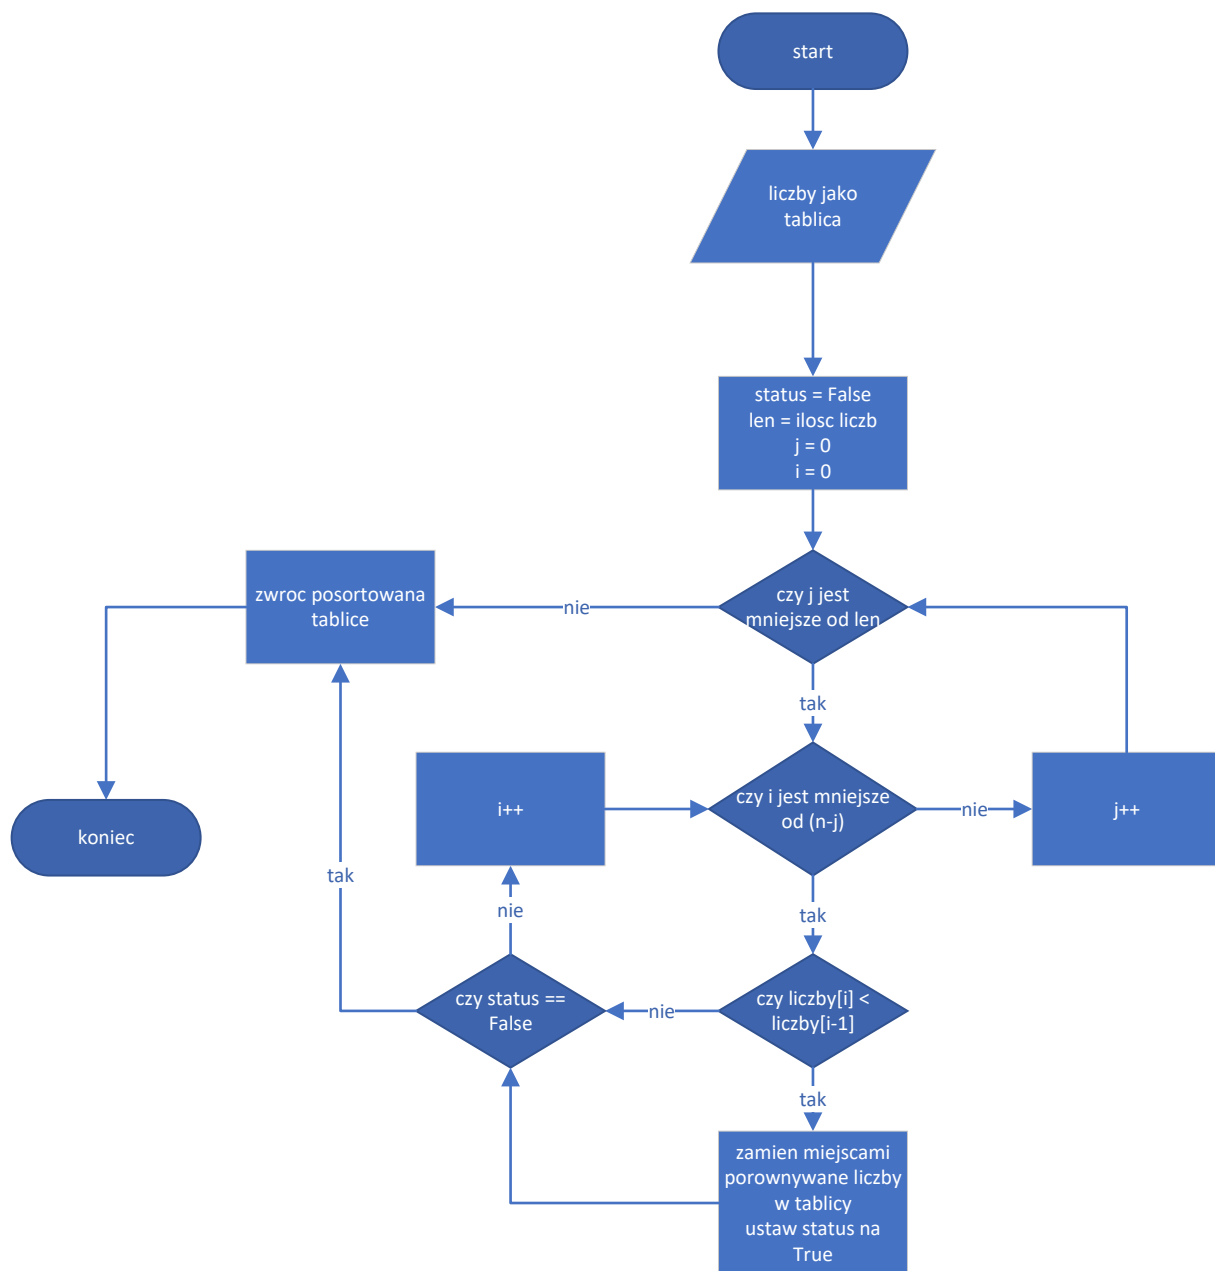 start
liczby jako
tablica
status = False
len = ilosc liczb
j = 0
i = 0
zwroc posortowana
tablice
nie
czy j jest
mniejsze od len
tak
i++
czy i jest mniejsze
od (n-j)
nie
j++
koniec
tak
nie
tak
czy status ==
False
nie
czy liczby[i] <
liczby[i-1]
tak
zamien miejscami
porownywane liczby
w tablicy
ustaw status na
True